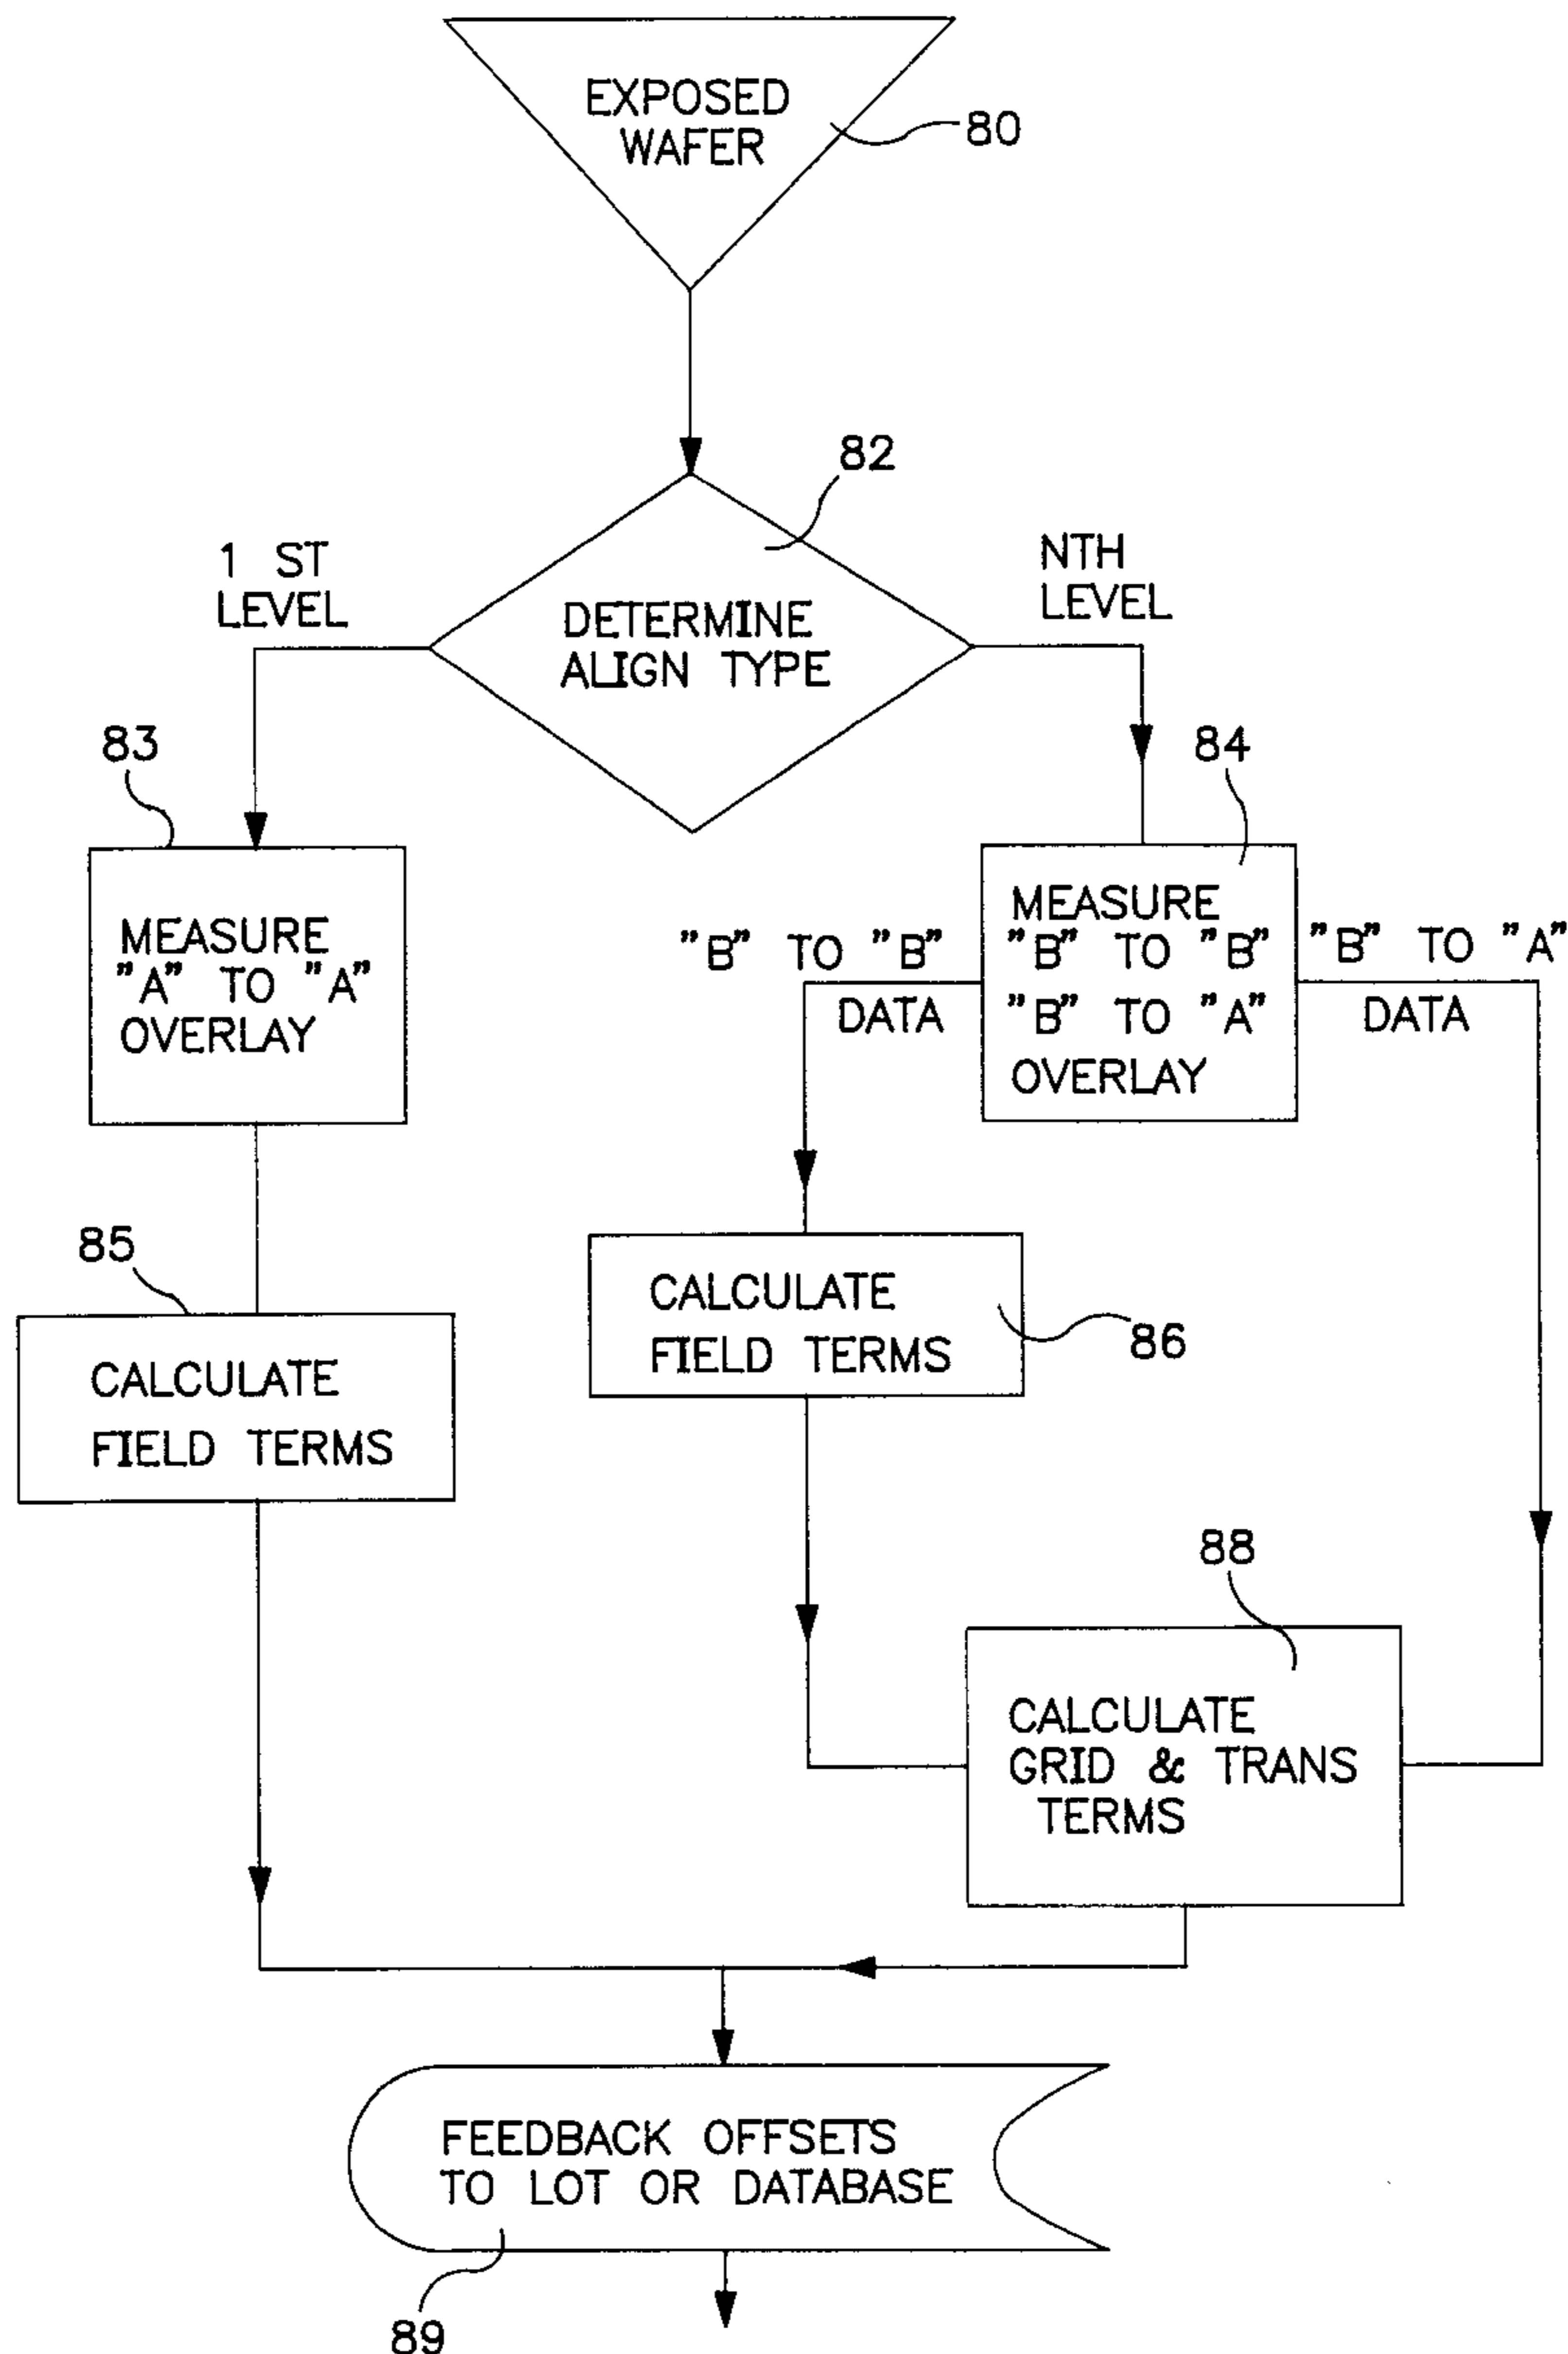 EXPOSED
WAFER
80
82
1 ST
LEVEL
NTH
LEVEL
DETERMINE
ALIGN TYPE
83
84
MEASURE
"A" TO "A"
OVERLAY
"B" TO "B"
DATA
MEASURE
"B" TO "B"
"B" TO "A"
OVERLAY
"B" TO "A"
DATA
85
CALCULATE
FIELD TERMS
CALCULATE
FIELD TERMS
86
88
CALCULATE
GRID & TRANS
TERMS
FEEDBACK OFFSETS
TO LOT OR DATABASE
89